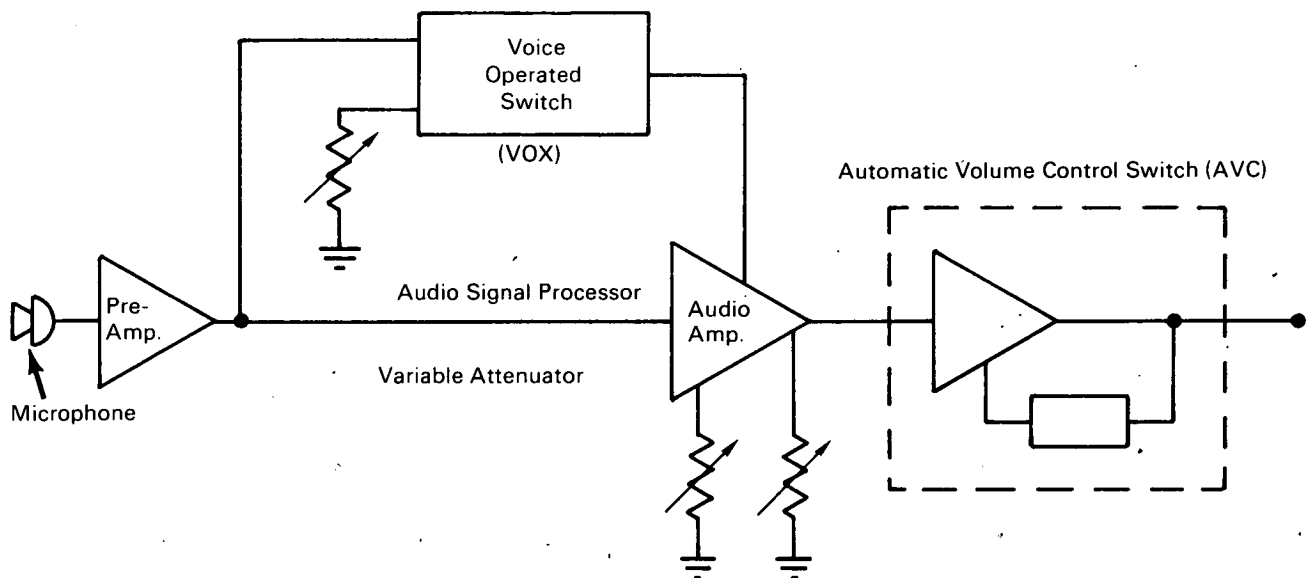 Voice
Operated
Switch
(VOX)
Automatic Volume Control Switch (AVC)
Pre-
Amp.
Audio Signal Processor
Audio
Amp.
Variable Attenuator
Microphone